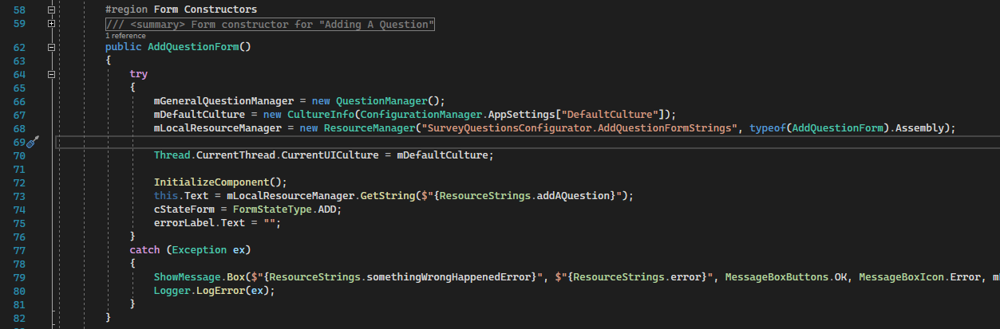 58 #region Form Constructors
59 /// <summary> Form constructor for "Adding A Question"
1 reference
62 public AddQuestionForm()
63 {
64 try
65 {
66 mGeneralQuestionManager = new QuestionManager();
67 mDefaultCulture = new CultureInfo(ConfigurationManager.AppSettings["DefaultCulture"]);
68 mLocalResourceManager = new ResourceManager("SurveyQuestionsConfigurator.AddQuestionFormStrings", typeof(AddQuestionForm).Assembly);
69
70 Thread.CurrentThread.CurrentUICulture = mDefaultCulture;
71
72 InitializeComponent();
73 this.Text = mLocalResourceManager.GetString($"{ResourceStrings.addAQuestion}");
74 cStateForm = FormStateType.ADD;
75 errorLabel.Text = "";
76 }
77 catch (Exception ex)
78 {
79 ShowMessage.Box($"{ResourceStrings.somethingWrongHappenedError}", $"{ResourceStrings.error}", MessageBoxButtons.OK, MessageBoxIcon.Error,
80 Logger.LogError(ex);
81 }
82 }